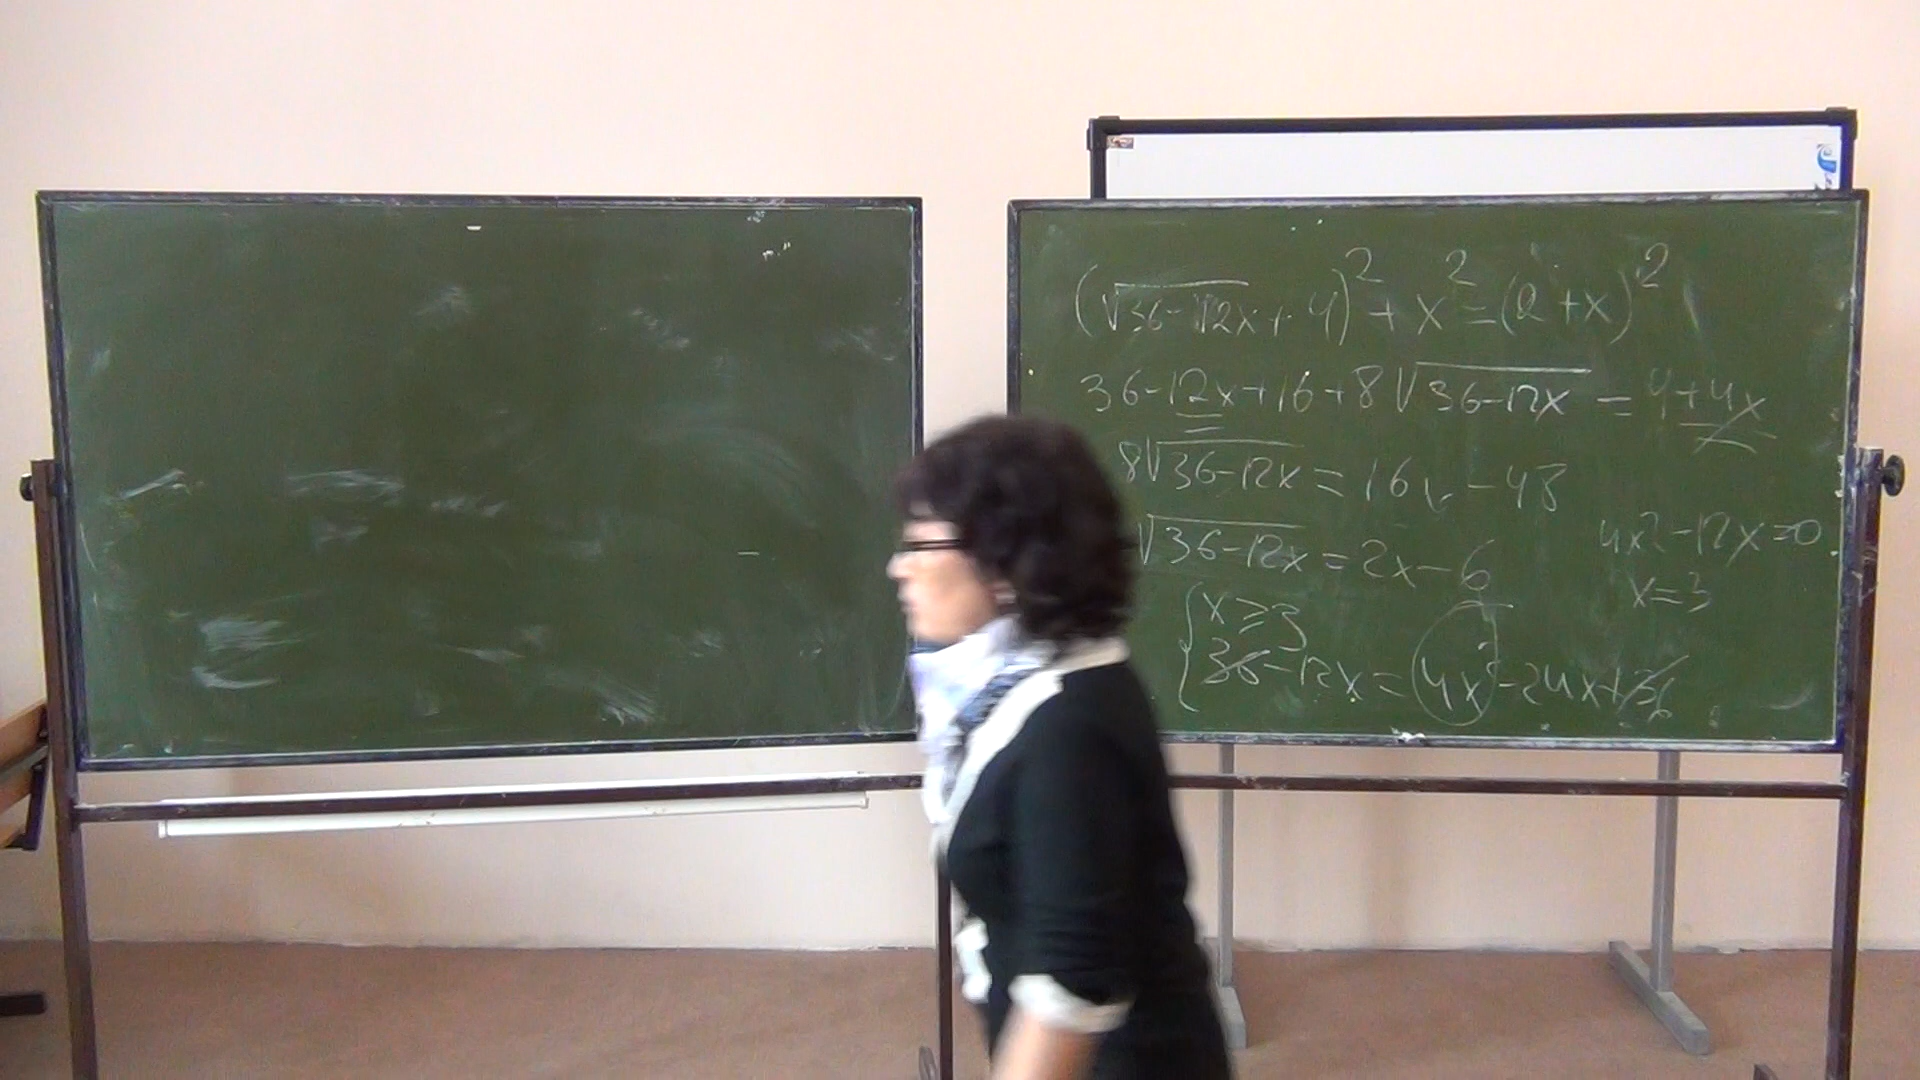 (√36-12x + 4)² + x² = (2+x)²
36-12x+16+8√36-12x = 4+4x
8√36-12x = 16x-48
√36-12x = 2x-6
4x²-12x=0
x=3
{x ≥ 3
36-12x = 4x²-24x+36